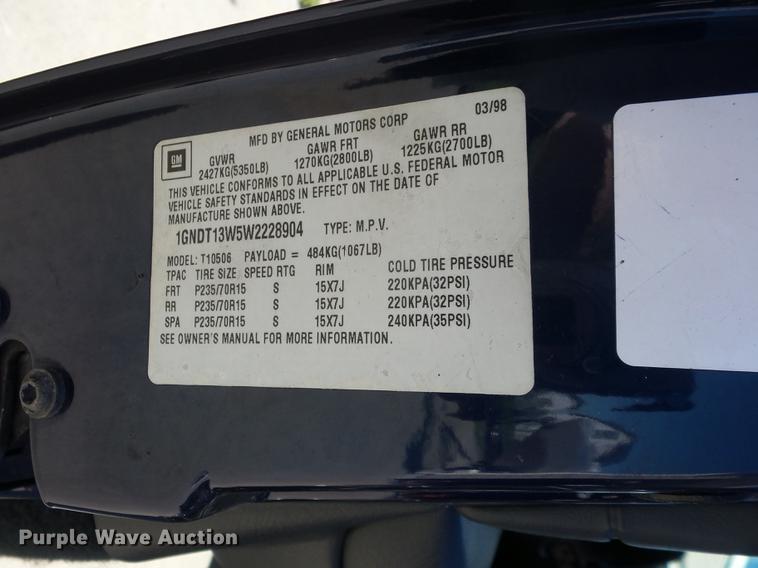 MFD BY GENERAL MOTORS CORP 03/98
GM
GVWR GAWR FRT GAWR RR
2427KG(5350LB) 1270KG(2800LB) 1225KG(2700LB)
THIS VEHICLE CONFORMS TO ALL APPLICABLE U.S. FEDERAL MOTOR
VEHICLE SAFETY STANDARDS IN EFFECT ON THE DATE OF
MANUFACTURE SHOWN ABOVE.
1GNDT13W5W2228904 TYPE: M.P.V.
MODEL: T10506 PAYLOAD = 484KG(1067LB)
TPAC TIRE SIZE SPEED RTG RIM COLD TIRE PRESSURE
FRT P235/70R15 S 15X7J 220KPA(32PSI)
RR P235/70R15 S 15X7J 220KPA(32PSI)
SPA P235/70R15 S 15X7J 240KPA(35PSI)
SEE OWNER'S MANUAL FOR MORE INFORMATION.
Purple Wave Auction